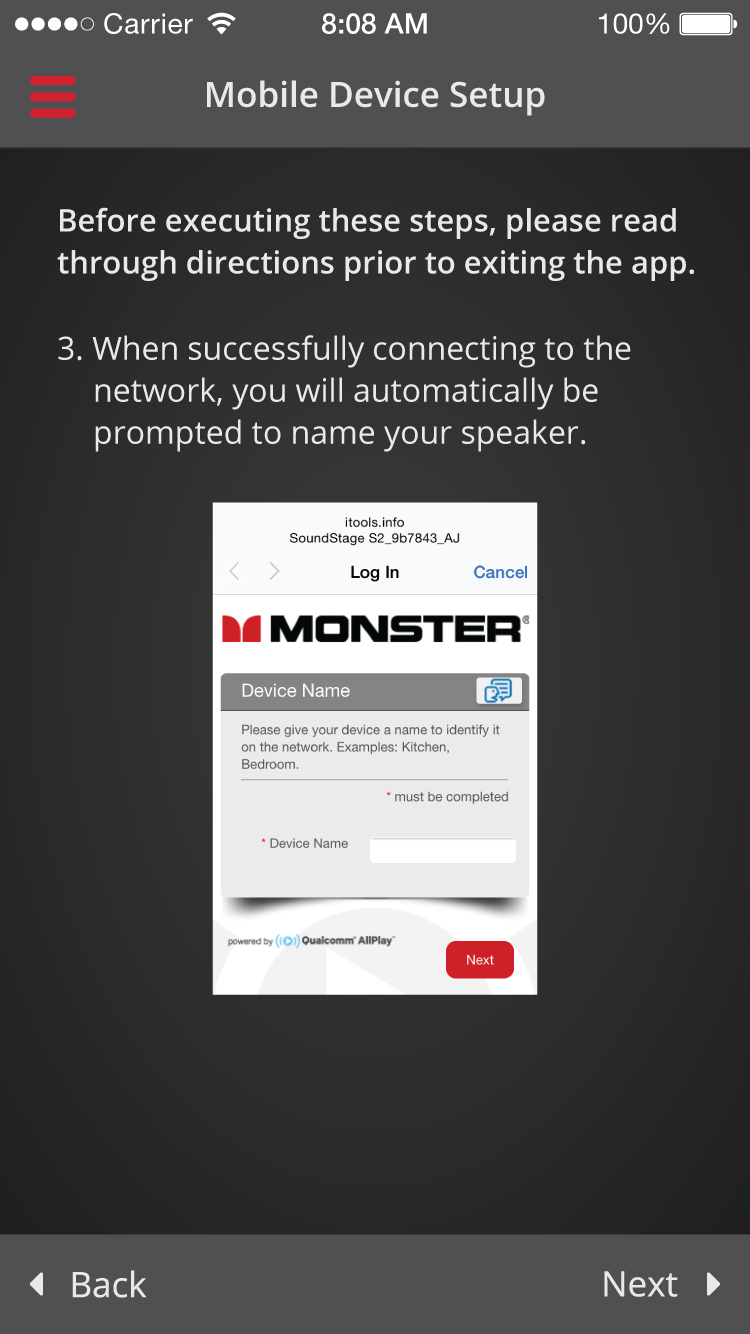 Carrier 8:08 AM 100%
Mobile Device Setup
Before executing these steps, please read
through directions prior to exiting the app.
3. When successfully connecting to the
network, you will automatically be
prompted to name your speaker.
itools.info
SoundStage S2_9b7843_AJ
Log In Cancel
MONSTER®
Device Name
Please give your device a name to identify it
on the network. Examples: Kitchen,
Bedroom.
* must be completed
* Device Name
powered by Qualcomm® AllPlay™
Next
Back Next